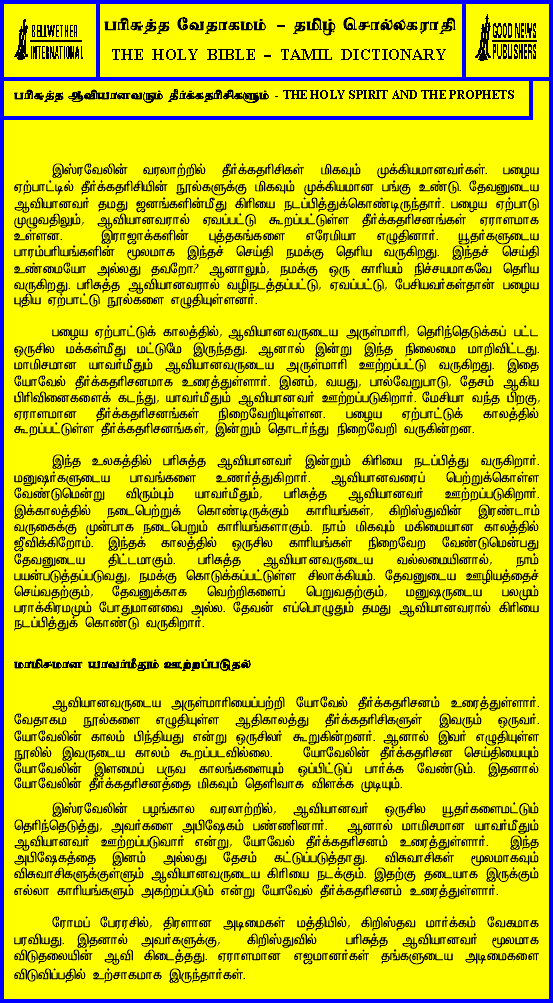 BELLWETHER
INTERNATIONAL
பரிசுத்த வேதாகமம் – தமிழ் சொல்லகராதி
THE HOLY BIBLE – TAMIL DICTIONARY
GOOD NEWS
PUBLISHERS
பரிசுத்த ஆவியானவரும் தீர்க்கதரிசிகளும் - THE HOLY SPIRIT AND THE PROPHETS
இஸ்ரவேலின் வரலாற்றில் தீர்க்கதரிசிகள் மிகவும் முக்கியமானவர்கள். பழைய
ஏற்பாட்டில் தீர்க்கதரிசியின் நூல்களுக்கு மிகவும் முக்கியமான பங்கு உண்டு. தேவனுடைய
ஆவியானவர் தமது ஜனங்களின்மீது கிரியை நடப்பித்துக்கொண்டிருந்தார். பழைய ஏற்பாடு
முழுவதிலும், ஆவியானவரால் ஏவப்பட்டு கூறப்பட்டுள்ள தீர்க்கதரிசனங்கள் ஏராளமாக
உள்ளன. இராஜாக்களின் புத்தகங்களை எரேமியா எழுதினார். யூதர்களுடைய
பாரம்பரியங்களின் மூலமாக இந்தச் செய்தி நமக்கு தெரிய வருகிறது. இந்தச் செய்தி
உண்மையோ அல்லது தவறோ? ஆனாலும், நமக்கு ஒரு காரியம் நிச்சயமாகவே தெரிய
வருகிறது. பரிசுத்த ஆவியானவரால் வழிநடத்தப்பட்டு, ஏவப்பட்டு, பேசியவர்கள்தான் பழைய
புதிய ஏற்பாட்டு நூல்களை எழுதியுள்ளனர்.
பழைய ஏற்பாட்டுக் காலத்தில், ஆவியானவருடைய அருள்மாரி, தெரிந்தெடுக்கப் பட்ட
ஒருசில மக்கள்மீது மட்டுமே இருந்தது. ஆனால் இன்று இந்த நிலைமை மாறிவிட்டது.
மாமிசமான யாவர்மீதும் ஆவியானவருடைய அருள்மாரி ஊற்றப்பட்டு வருகிறது. இதை
யோவேல் தீர்க்கதரிசனமாக உரைத்துள்ளார். இனம், வயது, பால்வேறுபாடு, தேசம் ஆகிய
பிரிவினைகளைக் கடந்து, யாவர்மீதும் ஆவியானவர் ஊற்றப்படுகிறார். மேசியா வந்த பிறகு,
ஏராளமான தீர்க்கதரிசனங்கள் நிறைவேறியுள்ளன. பழைய ஏற்பாட்டுக் காலத்தில்
கூறப்பட்டுள்ள தீர்க்கதரிசனங்கள், இன்றும் தொடர்ந்து நிறைவேறி வருகின்றன.
இந்த உலகத்தில் பரிசுத்த ஆவியானவர் இன்றும் கிரியை நடப்பித்து வருகிறார்.
மனுஷர்களுடைய பாவங்களை உணர்த்துகிறார். ஆவியானவரைப் பெற்றுக்கொள்ள
வேண்டுமென்று விரும்பும் யாவர்மீதும், பரிசுத்த ஆவியானவர் ஊற்றப்படுகிறார்.
இக்காலத்தில் நடைபெற்றுக் கொண்டிருக்கும் காரியங்கள், கிறிஸ்துவின் இரண்டாம்
வருகைக்கு முன்பாக நடைபெறும் காரியங்களாகும். நாம் மிகவும் மகிமையான காலத்தில்
ஜீவிக்கிறோம். இந்தக் காலத்தில் ஒருசில காரியங்கள் நிறைவேற வேண்டுமென்பது
தேவனுடைய திட்டமாகும். பரிசுத்த ஆவியானவருடைய வல்லமையினால், நாம்
பயன்படுத்தப்படுவது, நமக்கு கொடுக்கப்பட்டுள்ள சிலாக்கியம். தேவனுடைய ஊழியத்தைச்
செய்வதற்கும், தேவனுக்காக வெற்றிகளைப் பெறுவதற்கும், மனுஷருடைய பலமும்
பராக்கிரமமும் போதுமானவை அல்ல. தேவன் எப்பொழுதும் தமது ஆவியானவரால் கிரியை
நடப்பித்துக் கொண்டு வருகிறார்.
மாமிசமான யாவர்மீதும் ஊற்றப்படுதல்
ஆவியானவருடைய அருள்மாரியைப்பற்றி யோவேல் தீர்க்கதரிசனம் உரைத்துள்ளார்.
வேதாகம நூல்களை எழுதியுள்ள ஆதிகாலத்து தீர்க்கதரிசிகளுள் இவரும் ஒருவர்.
யோவேலின் காலம் பிந்தியது என்று ஒருசிலர் கூறுகின்றனர். ஆனால் இவர் எழுதியுள்ள
நூலில் இவருடைய காலம் கூறப்படவில்லை. யோவேலின் தீர்க்கதரிசன செய்தியையும்
யோவேலின் இளமைப் பருவ காலங்களையும் ஒப்பிட்டுப் பார்க்க வேண்டும். இதனால்
யோவேலின் தீர்க்கதரிசனத்தை மிகவும் தெளிவாக விளக்க முடியும்.
இஸ்ரவேலின் பழங்கால வரலாற்றில், ஆவியானவர் ஒருசில யூதர்களைமட்டும்
தெரிந்தெடுத்து, அவர்களை அபிஷேகம் பண்ணினார். ஆனால் மாமிசமான யாவர்மீதும்
ஆவியானவர் ஊற்றப்படுவார் என்று, யோவேல் தீர்க்கதரிசனம் உரைத்துள்ளார். இந்த
அபிஷேகத்தை இனம் அல்லது தேசம் கட்டுப்படுத்தாது. விசுவாசிகள் மூலமாகவும்
விசுவாசிகளுக்குள்ளும் ஆவியானவருடைய கிரியை நடக்கும். இதற்கு தடையாக இருக்கும்
எல்லா காரியங்களும் அகற்றப்படும் என்று யோவேல் தீர்க்கதரிசனம் உரைத்துள்ளார்.
ரோமப் பேரரசில், திரளான அடிமைகள் மத்தியில், கிறிஸ்தவ மார்க்கம் வேகமாக
பரவியது. இதனால் அவர்களுக்கு, கிறிஸ்துவில் பரிசுத்த ஆவியானவர் மூலமாக
விடுதலையின் ஆவி கிடைத்தது. ஏராளமான எஜமானர்கள் தங்களுடைய அடிமைகளை
விடுவிப்பதில் உற்சாகமாக இருந்தார்கள்.